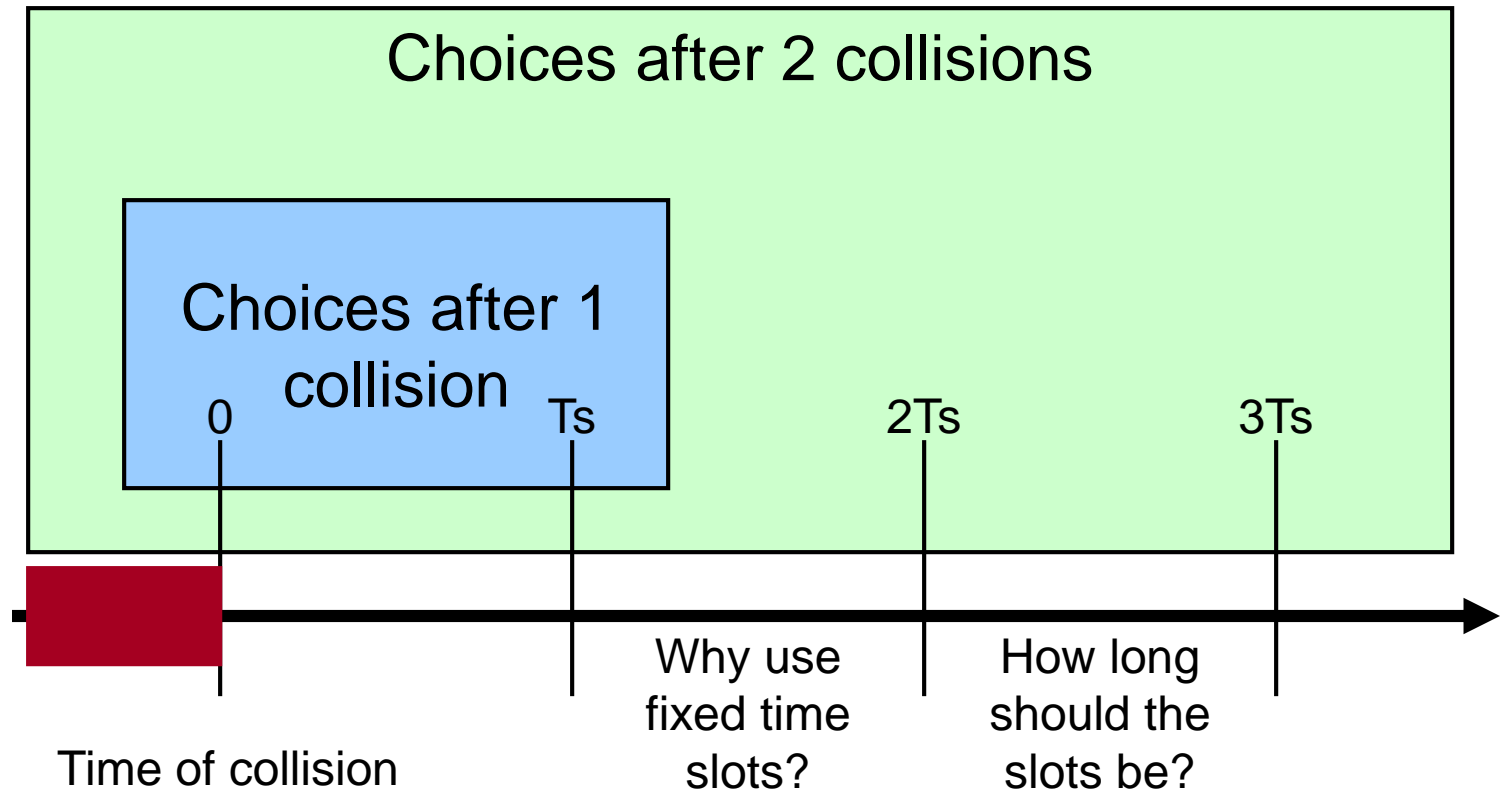 Choices after 2 collisions
Choices after 1
collision
0
Ts
2Ts
3Ts
Why use
fixed time
slots?
How long
should the
slots be?
Time of collision